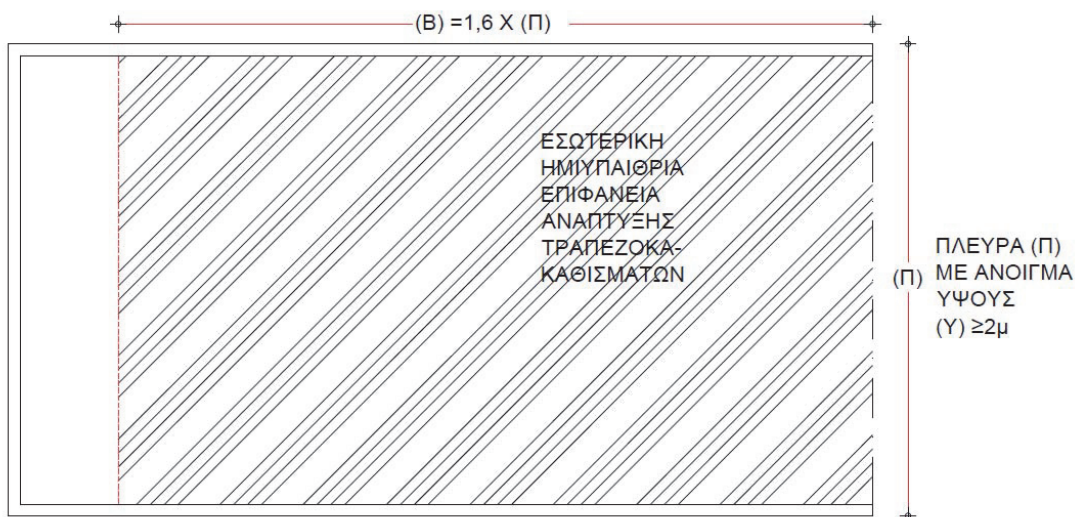 (Β) =1,6 Χ (Π)
ΕΣΩΤΕΡΙΚΗ
ΗΜΙΥΠΑΙΘΡΙΑ
ΕΠΙΦΑΝΕΙΑ
ΑΝΑΠΤΥΞΗΣ
ΤΡΑΠΕΖΟΚΑ-
ΚΑΘΙΣΜΑΤΩΝ
(Π)
ΠΛΕΥΡΑ (Π)
ΜΕ ΑΝΟΙΓΜΑ
ΥΨΟΥΣ
(Υ) ≥2μ